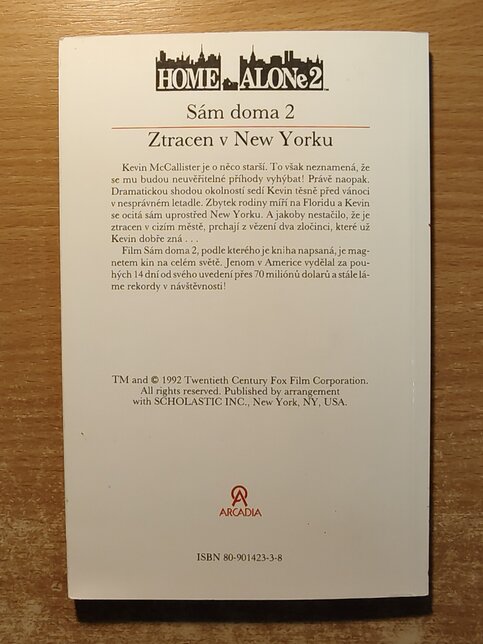 HOME ALONe2
Sám doma 2
Ztracen v New Yorku
Kevin McCallister je o něco starší. To však neznamená, že
se mu budou neuvěřitelné příhody vyhýbat! Právě naopak.
Dramatickou shodou okolností sedí Kevin těsně před vánoci
v nesprávném letadle. Zbytek rodiny míří na Floridu a Kevin
se ocitá sám uprostřed New Yorku. A jakoby nestačilo, že je
ztracen v cizím městě, prchají z vězení dva zločinci, které už
Kevin dobře zná . . .
Film Sám doma 2, podle kterého je kniha napsaná, je mag-
netem kin na celém světě. Jenom v Americe vydělal za pou-
hých 14 dní od svého uvedení přes 70 miliónů dolarů a stále lá-
me rekordy v návštěvnosti!
TM and © 1992 Twentieth Century Fox Film Corporation.
All rights reserved. Published by arrangement
with SCHOLASTIC INC., New York, NY, USA.
ARCADIA
ISBN 80-901423-3-8